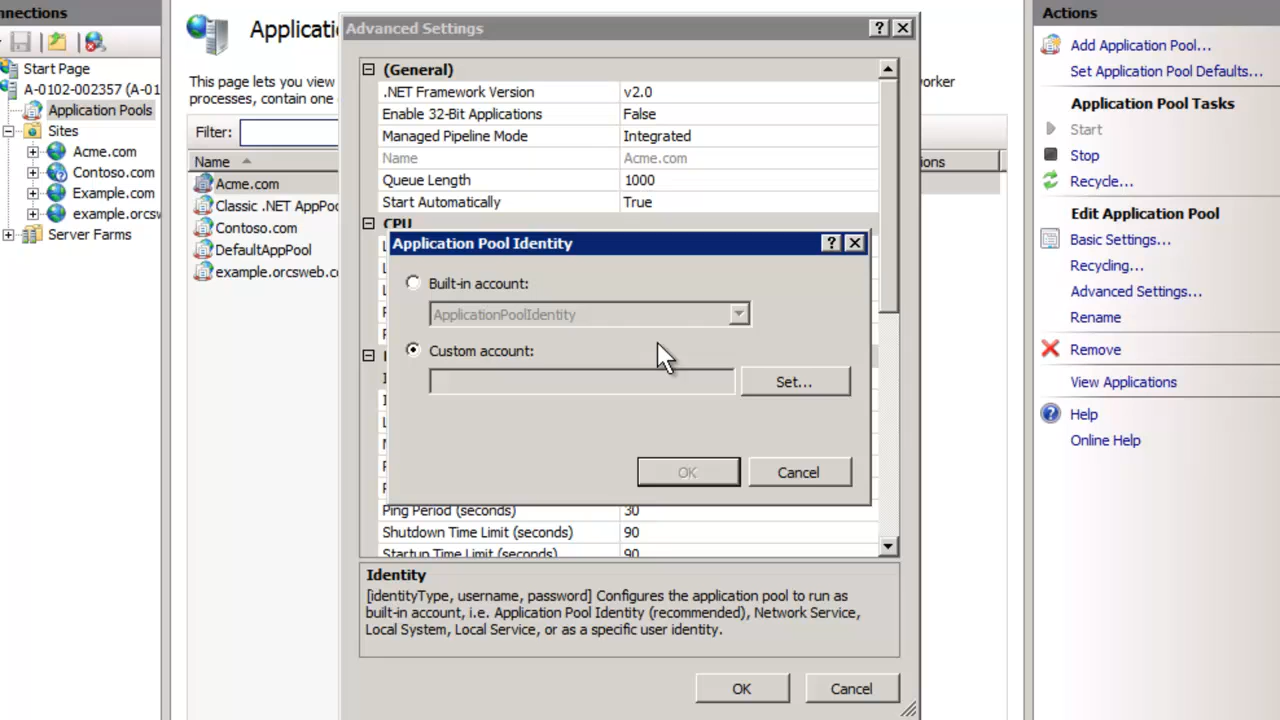 nnections
Start Page
A-0102-002357 (A-01
Application Pools
Sites
Acme.com
Contoso.com
Example.com
example.orcsw
Server Farms
Applicati
This page lets you view
worker
processes, contain one
Filter:
Name
ions
Acme.com
Classic .NET AppPoo
Contoso.com
DefaultAppPool
example.orcsweb.co
Advanced Settings
(General)
.NET Framework Version v2.0
Enable 32-Bit Applications False
Managed Pipeline Mode Integrated
Name Acme.com
Queue Length 1000
Start Automatically True
CPU
Application Pool Identity
Built-in account:
ApplicationPoolIdentity
Custom account:
Set...
OK Cancel
Ping Period (seconds) 30
Shutdown Time Limit (seconds) 90
Startup Time Limit (seconds) 90
Identity
[identityType, username, password] Configures the application pool to run as
built-in account, i.e. Application Pool Identity (recommended), Network Service,
Local System, Local Service, or as a specific user identity.
OK Cancel
Actions
Add Application Pool...
Set Application Pool Defaults...
Application Pool Tasks
Start
Stop
Recycle...
Edit Application Pool
Basic Settings...
Recycling...
Advanced Settings...
Rename
Remove
View Applications
Help
Online Help